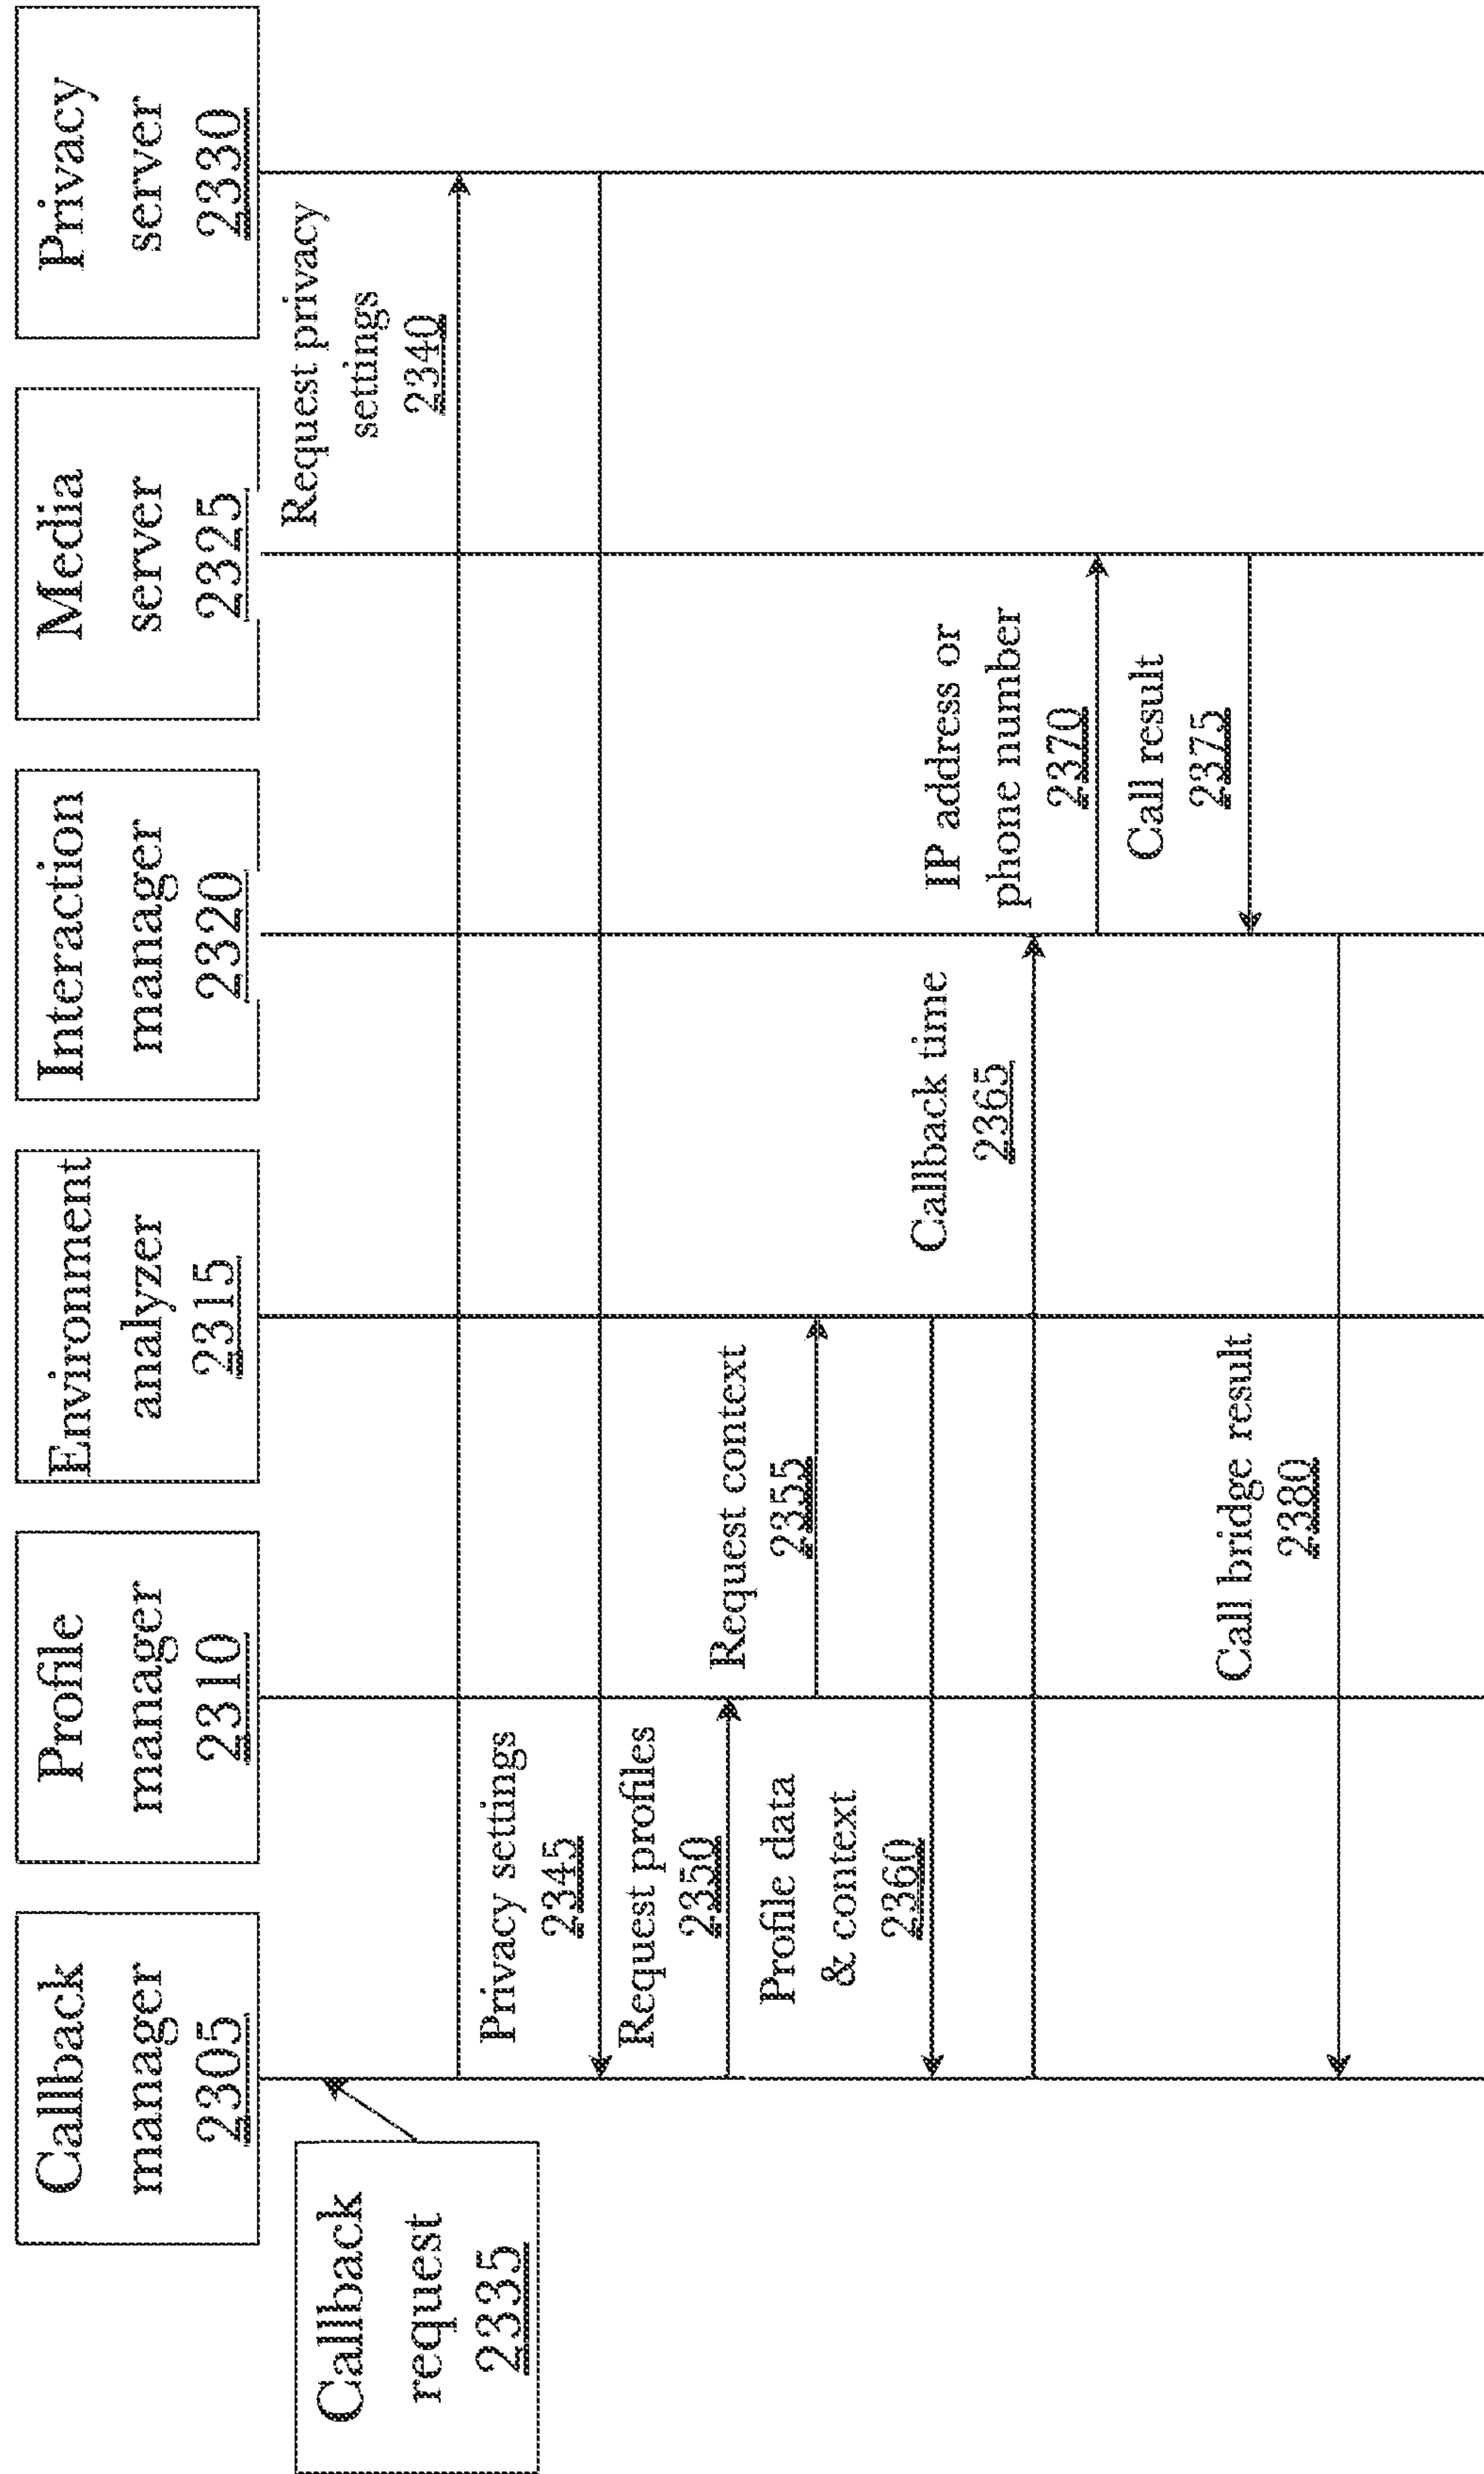 Callback
manager
2305
Profile
manager
2310
Environment
analyzer
2315
Interaction
manager
2320
Media
server
2325
Privacy
server
2330
Callback
request
2335
Request privacy
settings
2340
Privacy settings
2345
Request profiles
2350
Request context
2355
Profile data
& context
2360
Callback time
2365
IP address or
phone number
2370
Call result
2375
Call bridge result
2380